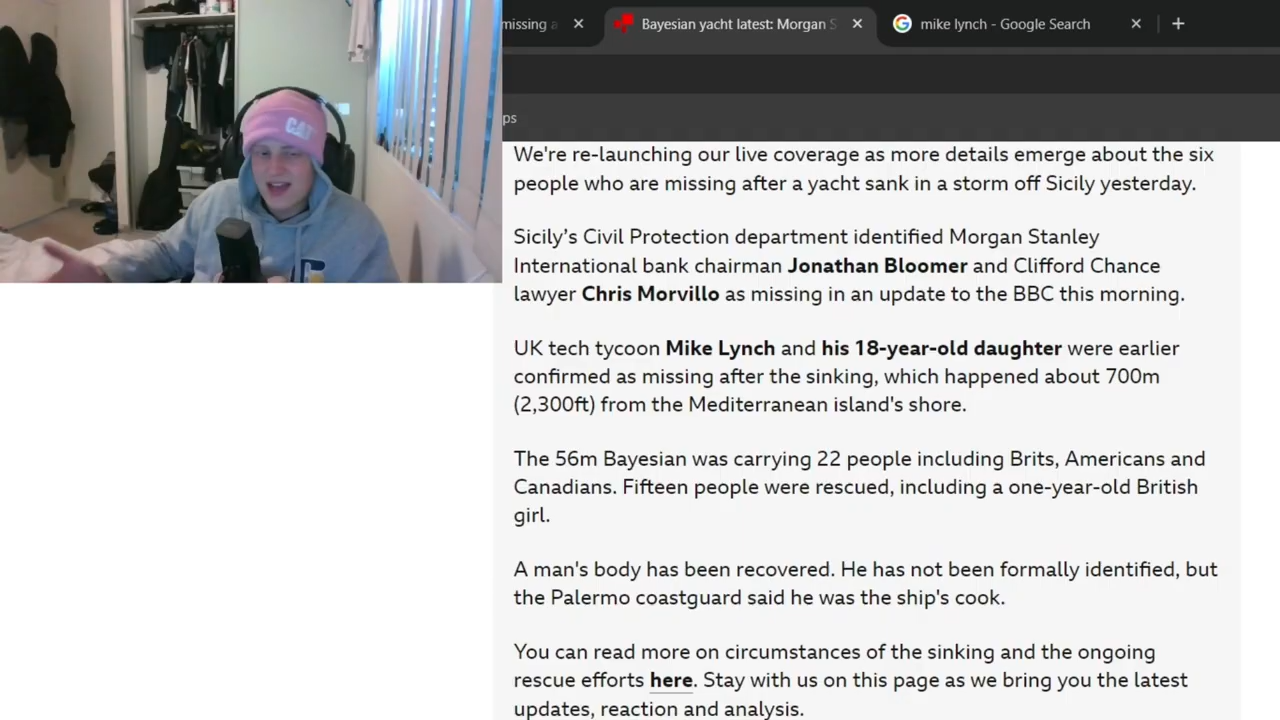 missing a
Bayesian yacht latest: Morgan S
mike lynch - Google Search
ps
CAT
We're re-launching our live coverage as more details emerge about the six
people who are missing after a yacht sank in a storm off Sicily yesterday.
Sicily’s Civil Protection department identified Morgan Stanley
International bank chairman Jonathan Bloomer and Clifford Chance
lawyer Chris Morvillo as missing in an update to the BBC this morning.
UK tech tycoon Mike Lynch and his 18-year-old daughter were earlier
confirmed as missing after the sinking, which happened about 700m
(2,300ft) from the Mediterranean island's shore.
The 56m Bayesian was carrying 22 people including Brits, Americans and
Canadians. Fifteen people were rescued, including a one-year-old British
girl.
A man's body has been recovered. He has not been formally identified, but
the Palermo coastguard said he was the ship's cook.
You can read more on circumstances of the sinking and the ongoing
rescue efforts here. Stay with us on this page as we bring you the latest
updates, reaction and analysis.